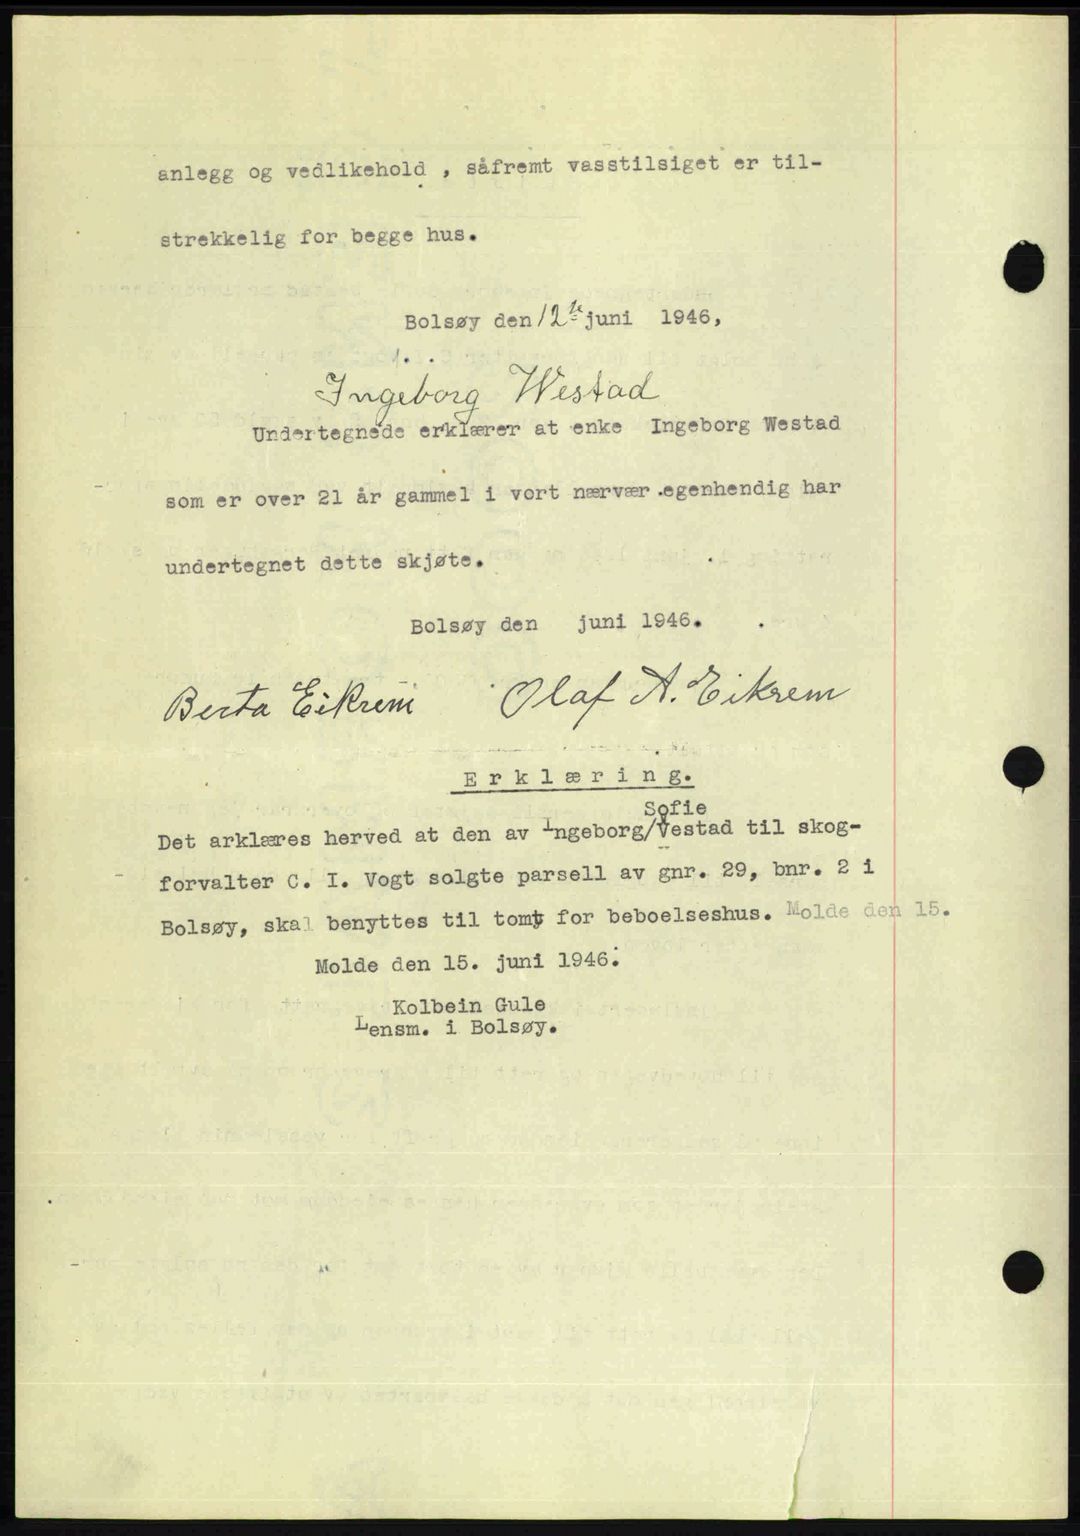 anlegg og vedlikehold , såfremt vasstilsiget er til-
strekkelig for begge hus.
Bolsøy den 12te juni 1946,
Ingeborg Westad
Undertegnede erklærer at enke Ingeborg Westad
som er over 21 år gammel i vort nærvær egenhendig har
undertegnet dette skjøte.
Bolsøy den juni 1946.
Berta Eikrem Olaf A. Eikrem
Erklæring.
Sofie
Det arklæres herved at den av Ingeborg/Vestad til skog-
forvalter C. I. Vogt solgte parsell av gnr. 29, bnr. 2 i
Bolsøy, skal benyttes til tomt for beboelseshus. Molde den 15.
Molde den 15. juni 1946.
Kolbein Gule
Lensm. i Bolsøy.